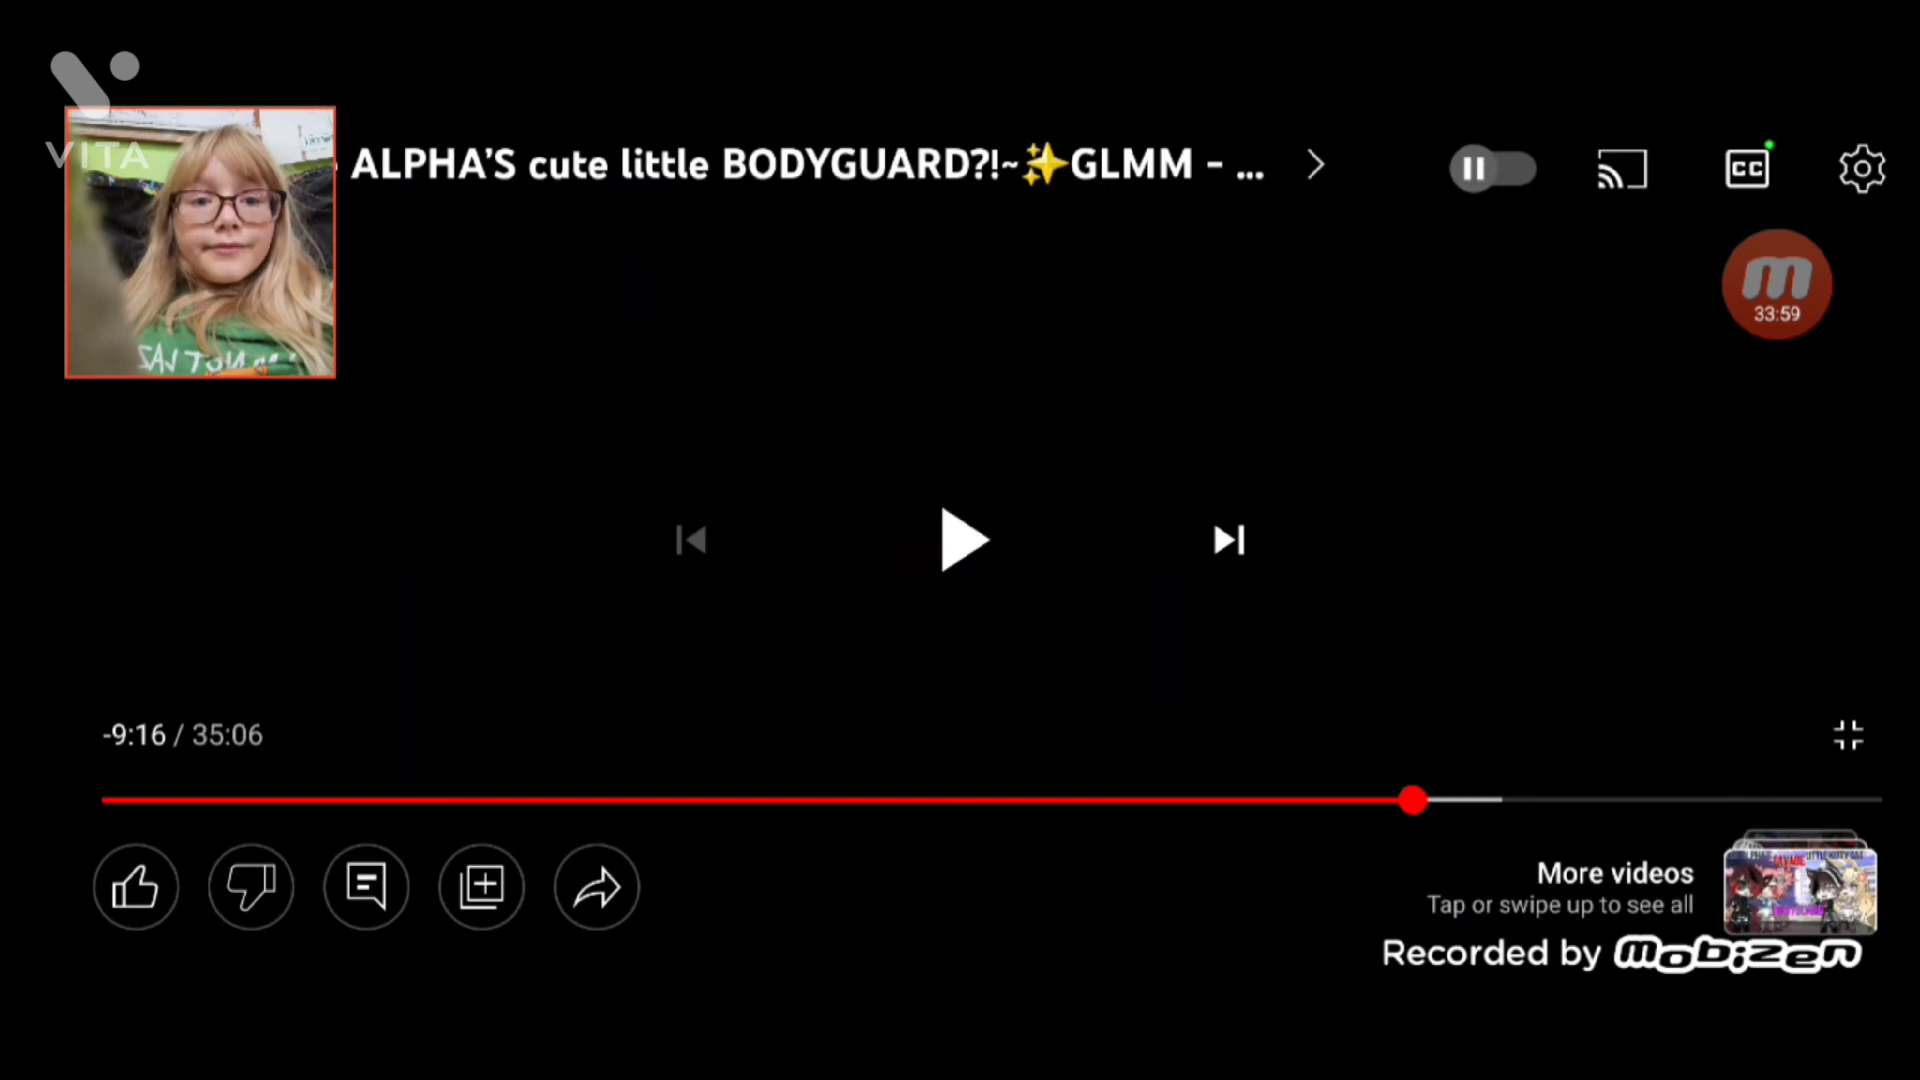 VITA
ALPHA'S cute little BODYGUARD?!~✨GLMM - ...
CC
m
33:59
-9:16 / 35:06
More videos
Tap or swipe up to see all
Recorded by mobizen